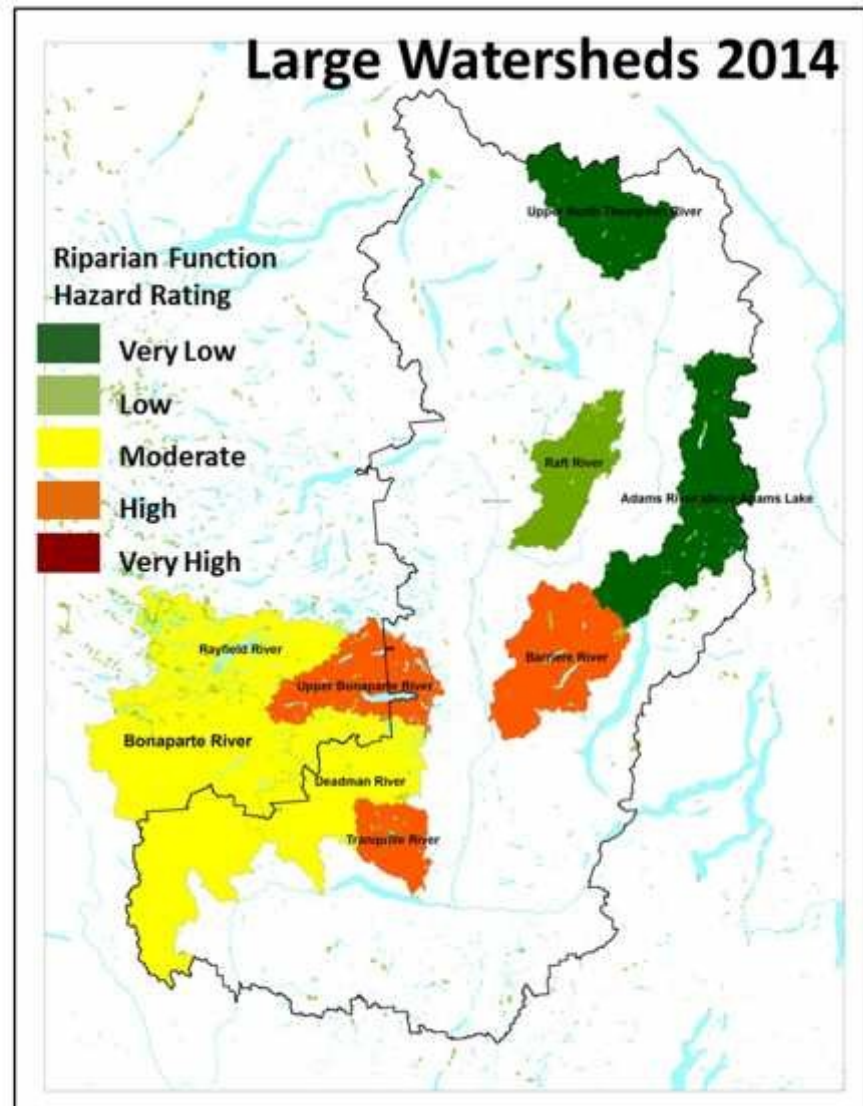 Large Watersheds 2014
Upper North Thompson River
Riparian Function
Hazard Rating
Very Low
Low
Moderate
High
Very High
Raft River
Adams River above Adams Lake
Rayfield River
Barriere River
Upper Bonaparte River
Bonaparte River
Deadman River
Tranquille River